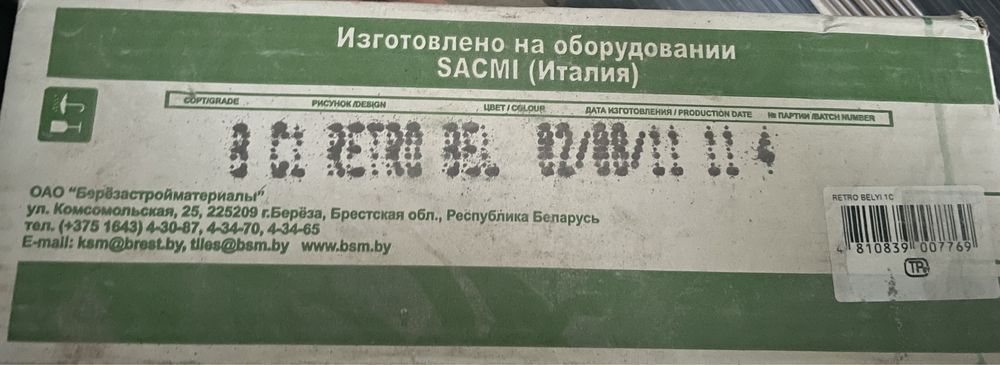 Изготовлено на оборудовании
SACMI (Италия)
СОРТ/GRADE РИСУНОК /DESIGN ЦВЕТ / COLOUR ДАТА ИЗГОТОВЛЕНИЯ / PRODUCTION DATE № ПАРТИИ /BATCH NUMBER
RETRO BEL
ОАО "Берёзастройматериалы"
ул. Комсомольская, 25, 225209 г.Берёза, Брестская обл., Республика Беларусь
тел. (+375 1643) 4-30-87, 4-34-70, 4-34-65
E-mail: ksm@brest.by, tiles@bsm.by www.bsm.by
RETRO BELYI 1C
4 810839 007769